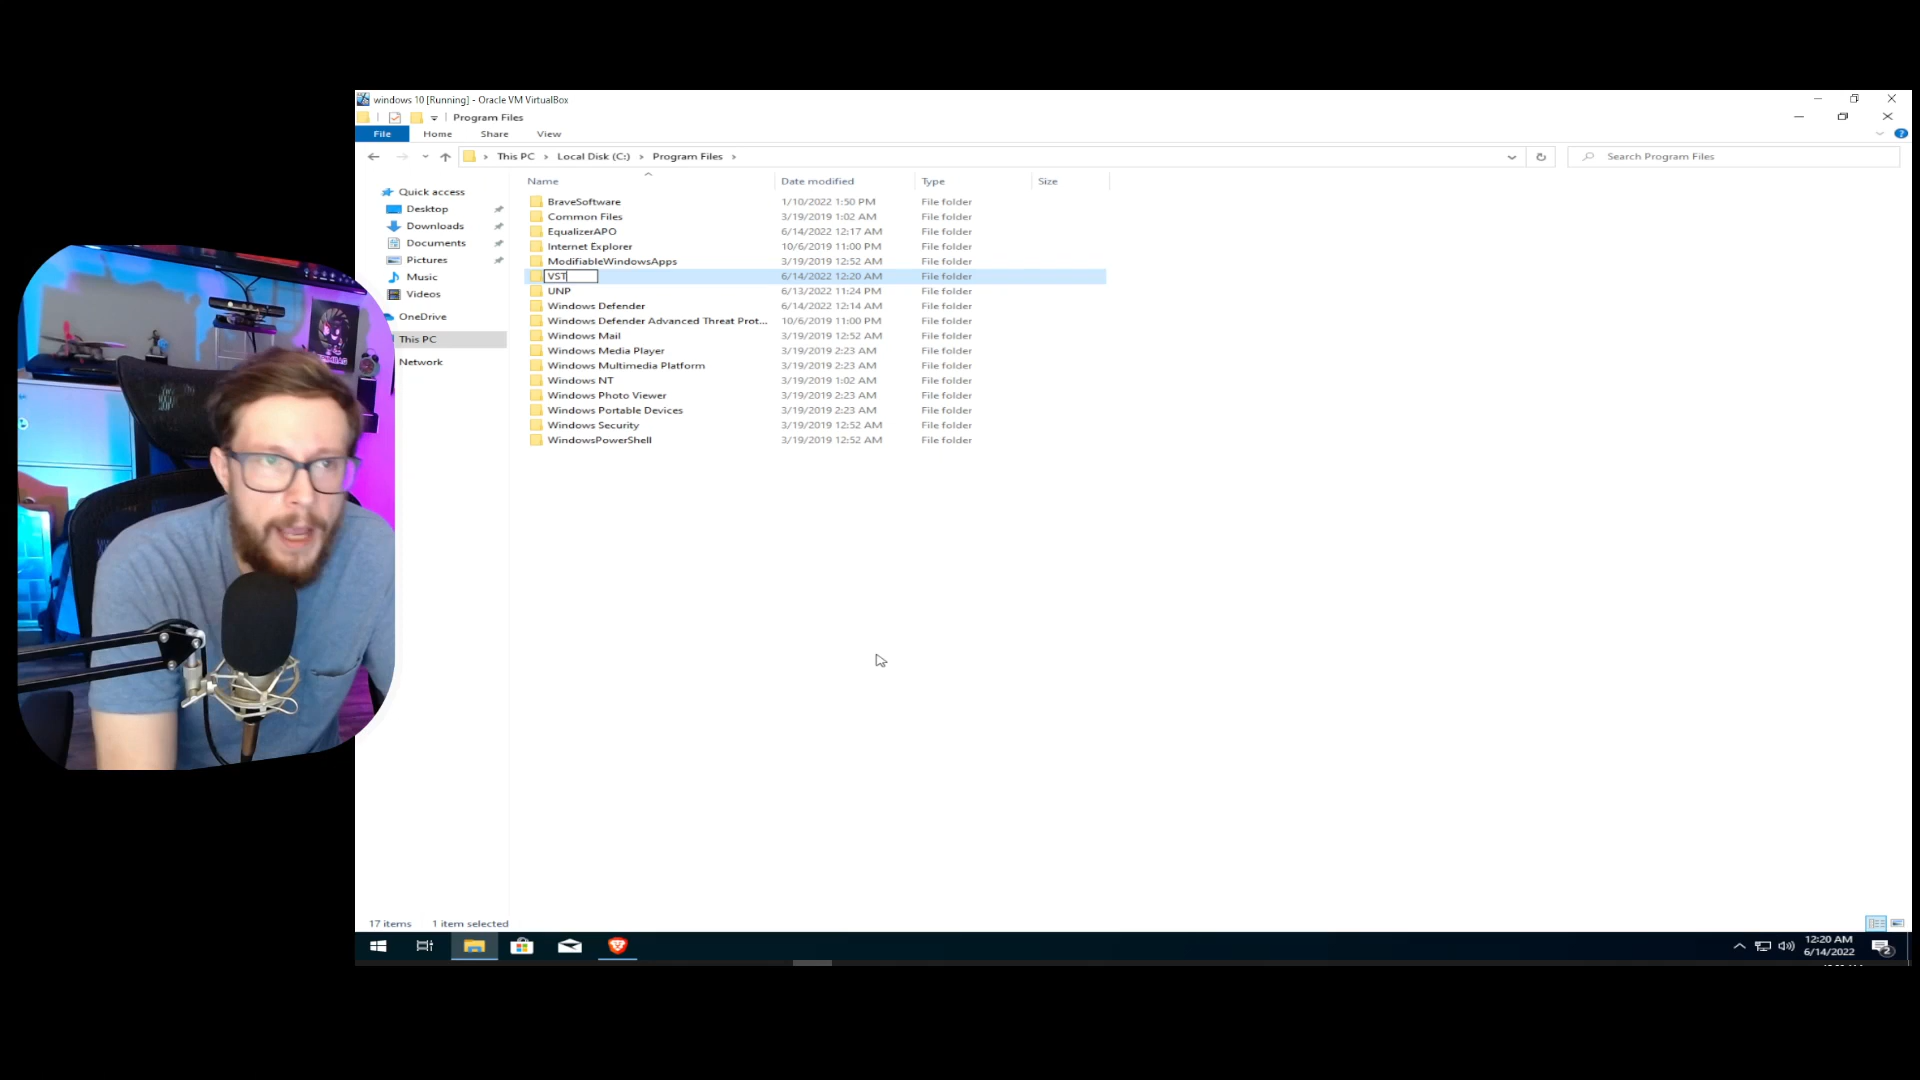 windows 10 [Running] - Oracle VM VirtualBox
Program Files
File Home Share View
This PC Local Disk (C:) Program Files
Search Program Files
Name Date modified Type Size
Quick access
Desktop
Downloads
Documents
Pictures
Music
Videos
OneDrive
This PC
Network
BraveSoftware 1/10/2022 1:50 PM File folder
Common Files 3/19/2019 1:02 AM File folder
EqualizerAPO 6/14/2022 12:17 AM File folder
Internet Explorer 10/6/2019 11:00 PM File folder
ModifiableWindowsApps 3/19/2019 12:52 AM File folder
VST 6/14/2022 12:20 AM File folder
UNP 6/13/2022 11:24 PM File folder
Windows Defender 6/14/2022 12:14 AM File folder
Windows Defender Advanced Threat Prot... 10/6/2019 11:00 PM File folder
Windows Mail 3/19/2019 12:52 AM File folder
Windows Media Player 3/19/2019 2:23 AM File folder
Windows Multimedia Platform 3/19/2019 2:23 AM File folder
Windows NT 3/19/2019 1:02 AM File folder
Windows Photo Viewer 3/19/2019 2:23 AM File folder
Windows Portable Devices 3/19/2019 2:23 AM File folder
Windows Security 3/19/2019 12:52 AM File folder
WindowsPowerShell 3/19/2019 12:52 AM File folder
17 items 1 item selected
12:20 AM
6/14/2022
2